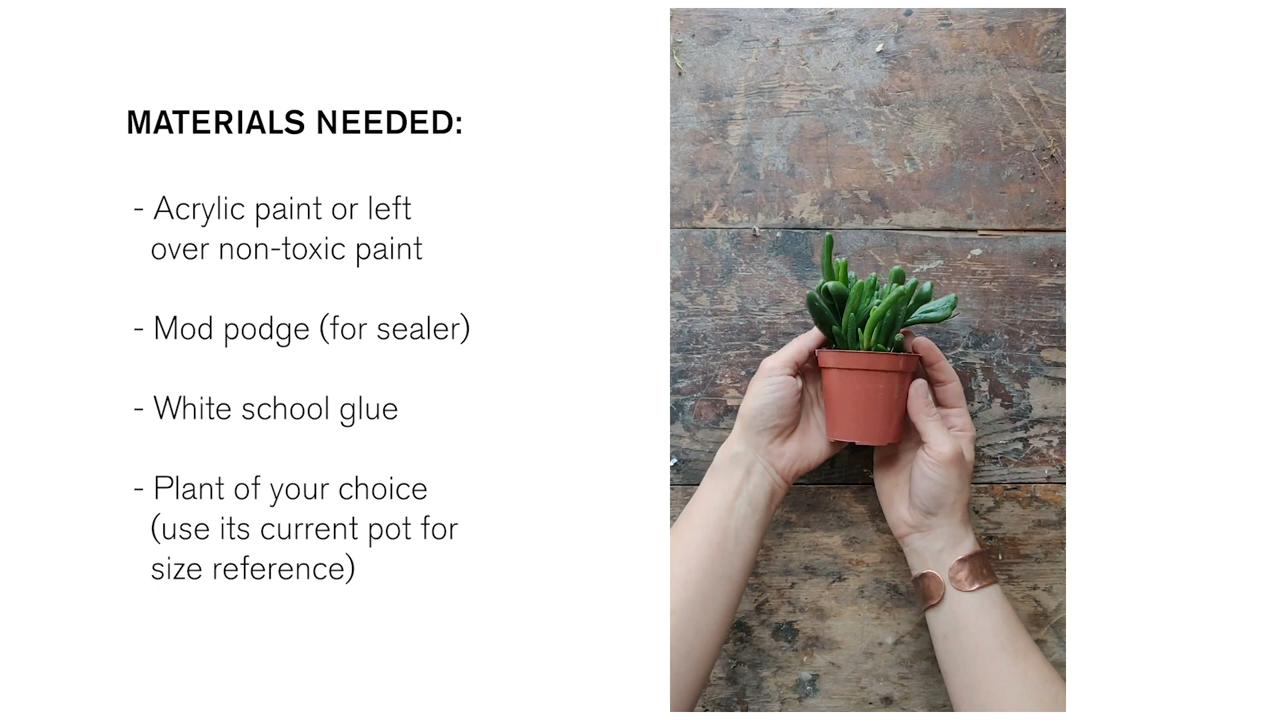 MATERIALS NEEDED:
- Acrylic paint or left
over non-toxic paint
- Mod podge (for sealer)
- White school glue
- Plant of your choice
(use its current pot for
size reference)